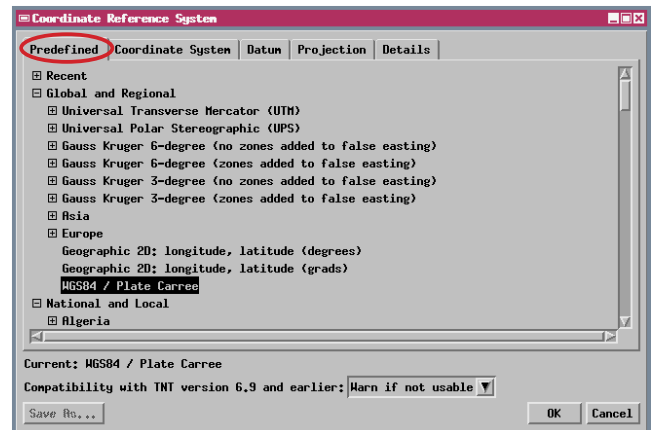 Coordinate Reference System
Predefined Coordinate System Datum Projection Details
Recent
Global and Regional
Universal Transverse Mercator (UTM)
Universal Polar Stereographic (UPS)
Gauss Kruger 6-degree (no zones added to false easting)
Gauss Kruger 6-degree (zones added to false easting)
Gauss Kruger 3-degree (no zones added to false easting)
Gauss Kruger 3-degree (zones added to false easting)
Asia
Europe
Geographic 2D: longitude, latitude (degrees)
Geographic 2D: longitude, latitude (grads)
WGS84 / Plate Carree
National and Local
Algeria
Current: WGS84 / Plate Carree
Compatibility with TNT version 6.9 and earlier: Warn if not usable
Save As... OK Cancel